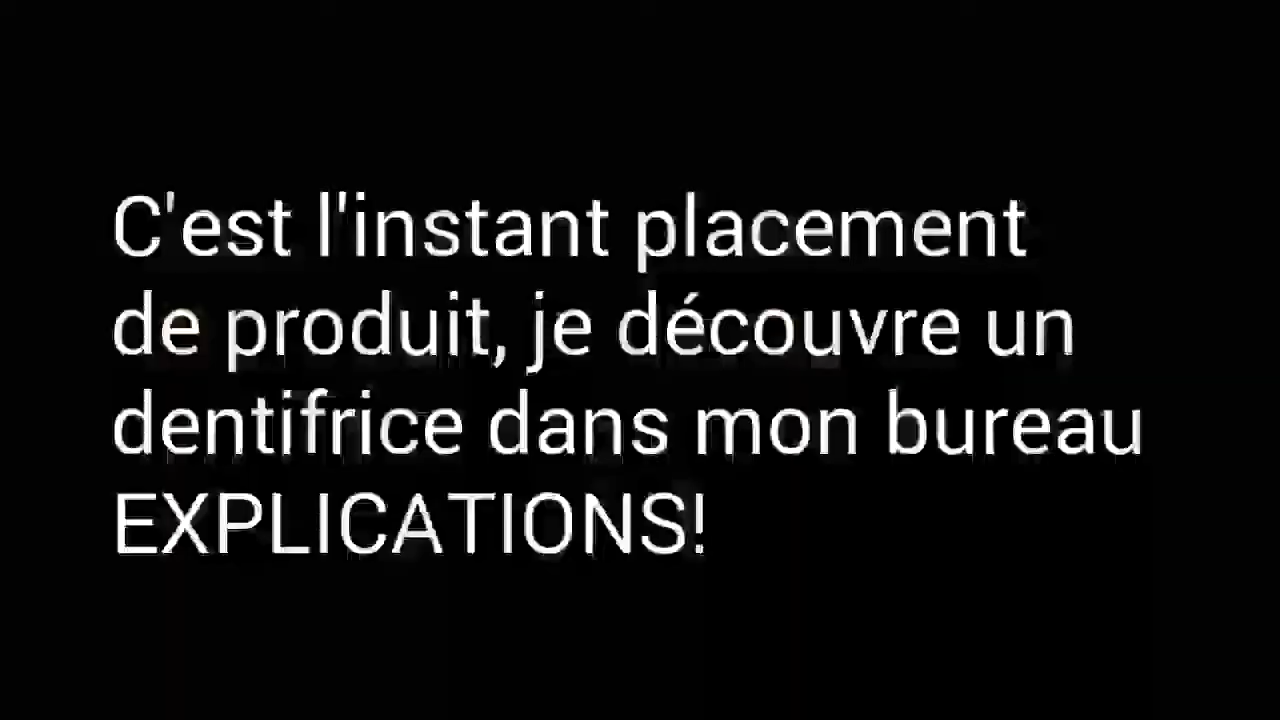 C'est l'instant placement
de produit, je découvre un
dentifrice dans mon bureau
EXPLICATIONS!